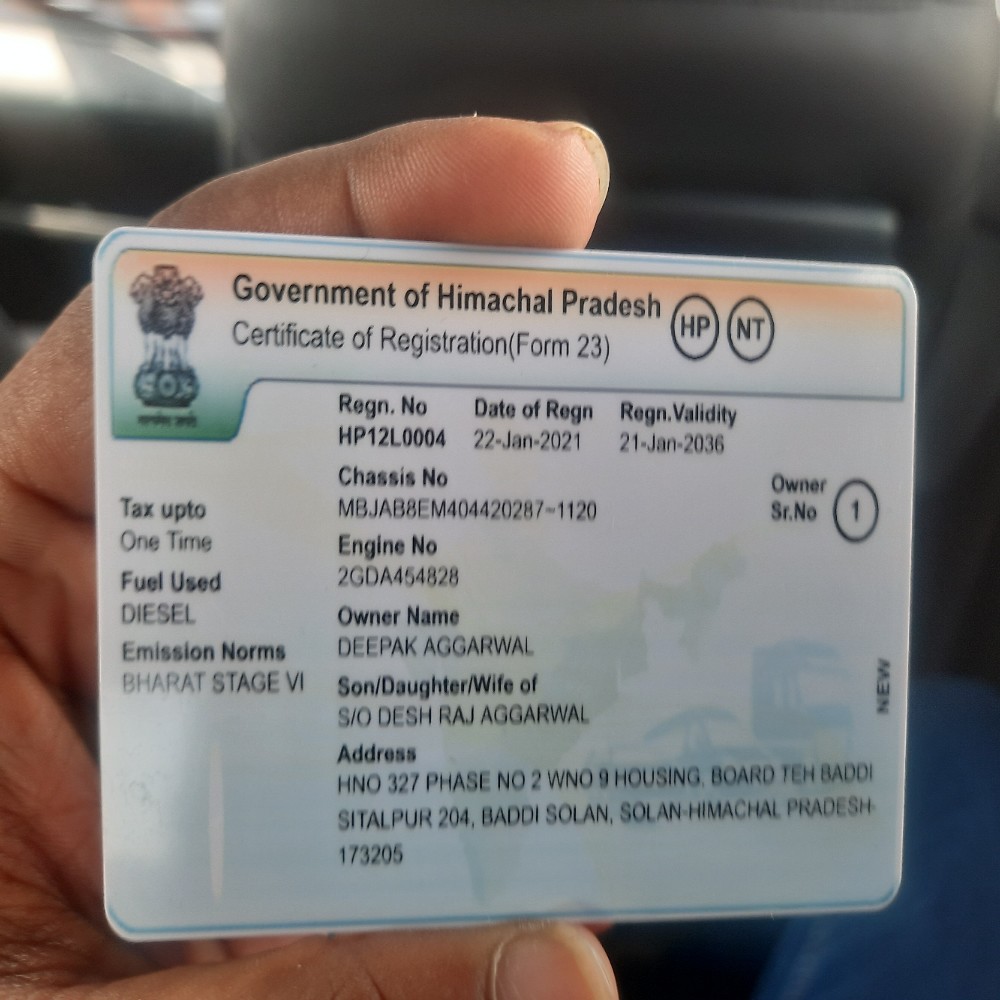 Government of Himachal Pradesh HP NT
Certificate of Registration(Form 23)
Regn. No Date of Regn Regn.Validity
HP12L0004 22-Jan-2021 21-Jan-2036
Chassis No
MBJAB8EM404420287~1120
Owner
Sr.No 1
Tax upto
One Time
Engine No
2GDA454828
Fuel Used
DIESEL
Owner Name
DEEPAK AGGARWAL
Emission Norms
BHARAT STAGE VI
Son/Daughter/Wife of
S/O DESH RAJ AGGARWAL
NEW
Address
HNO 327 PHASE NO 2 WNO 9 HOUSING, BOARD TEH BADDI
SITALPUR 204, BADDI SOLAN, SOLAN-HIMACHAL PRADESH-
173205